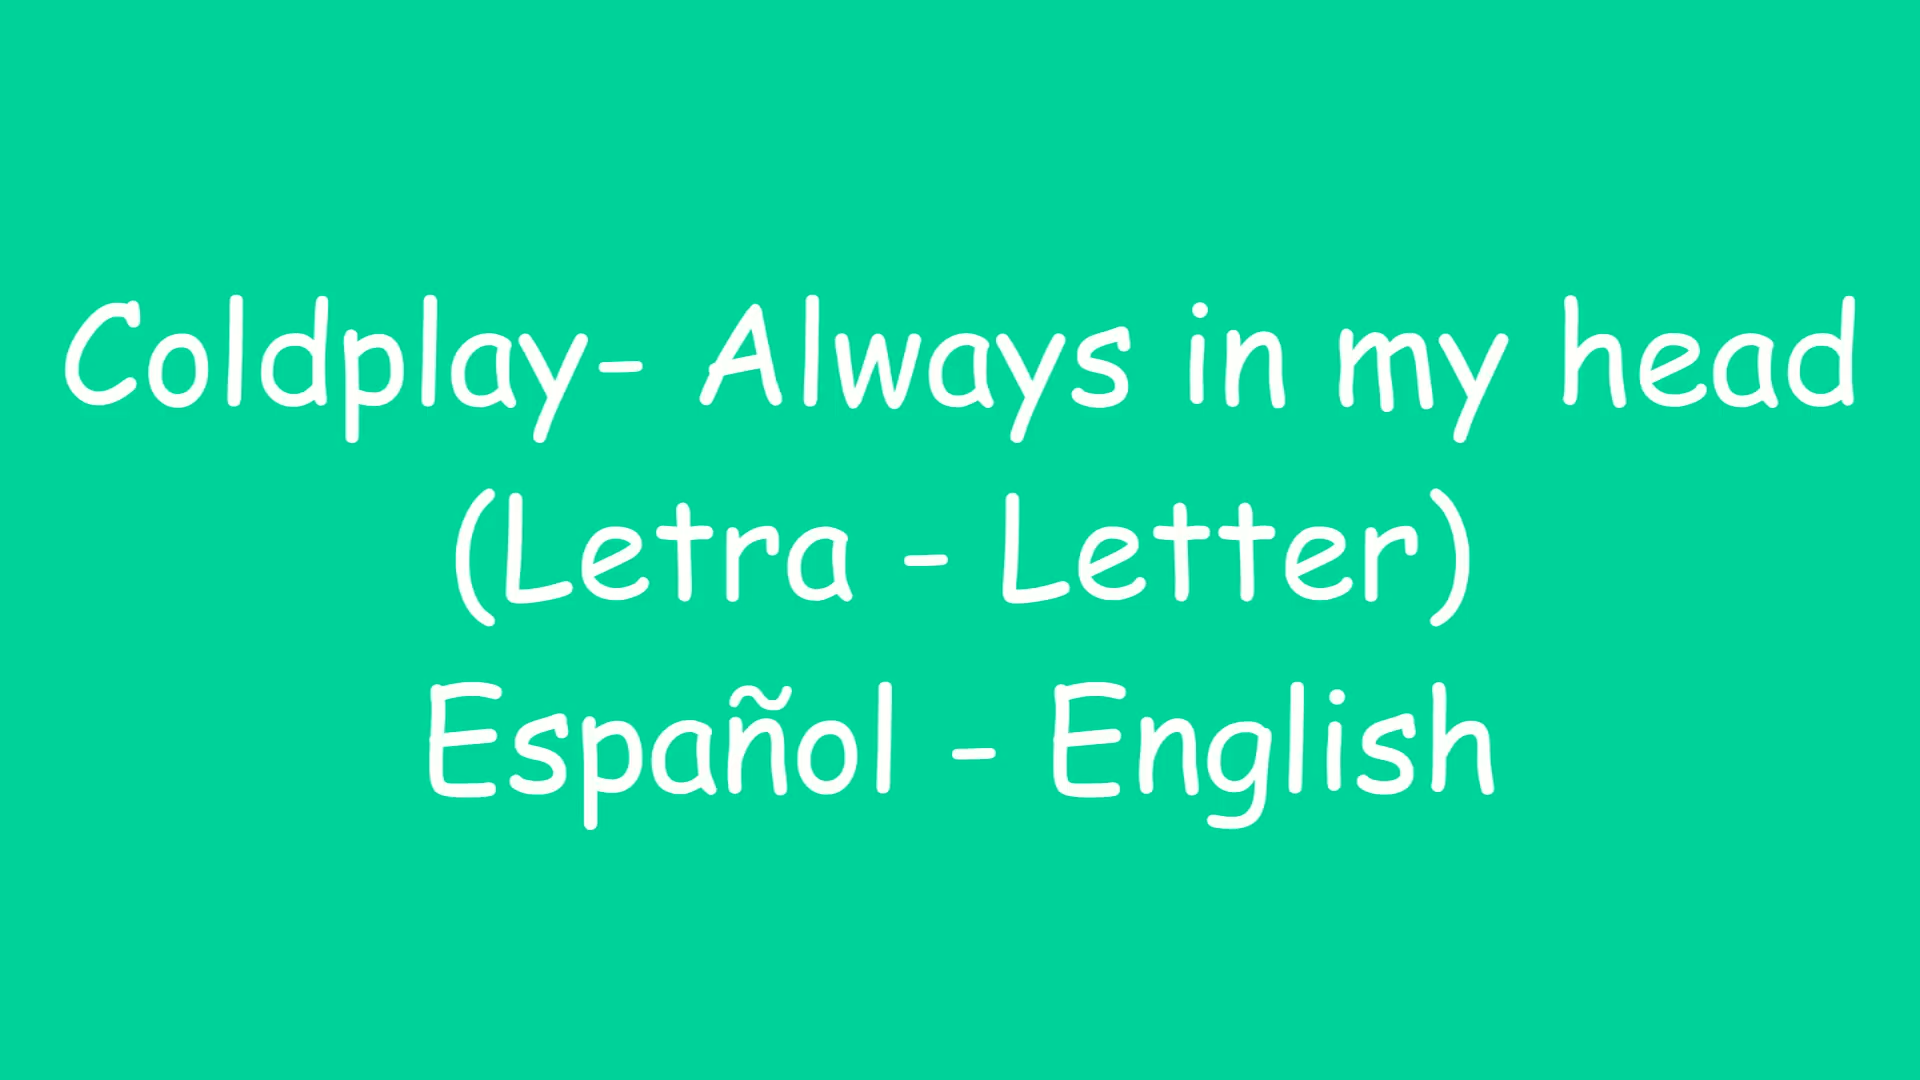 Coldplay- Always in my head
(Letra - Letter)
Español - English